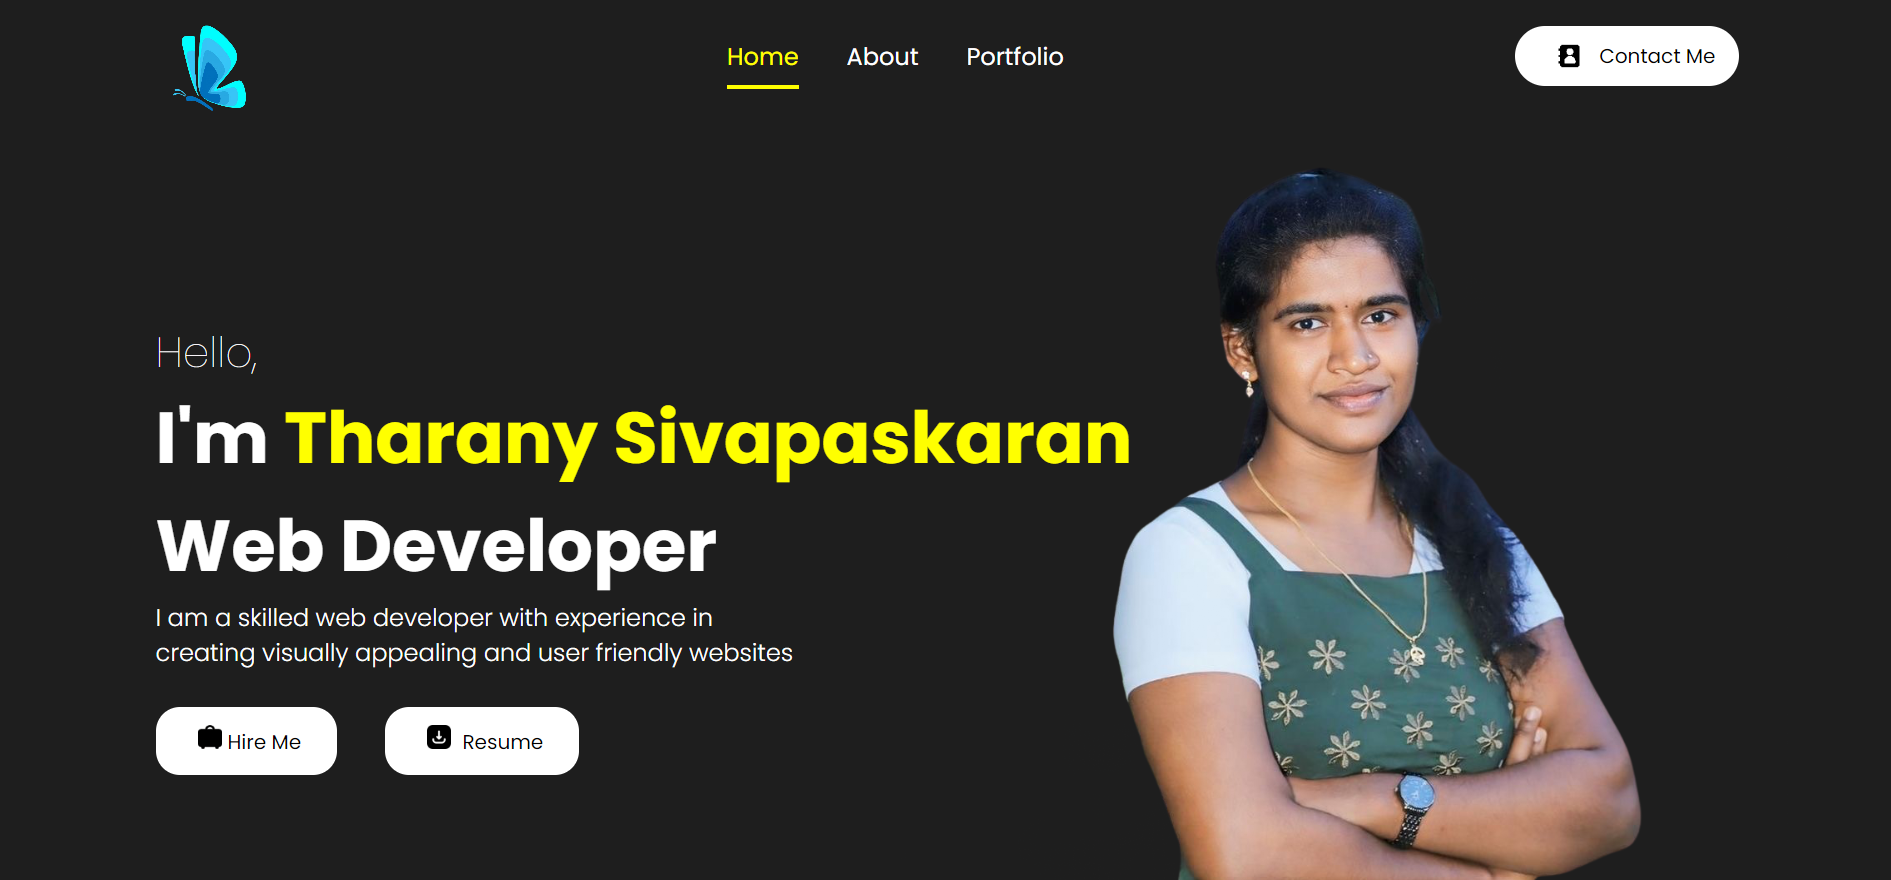 Home About Portfolio
Contact Me
Hello,
I'm Tharany Sivapaskaran
Web Developer
I am a skilled web developer with experience in
creating visually appealing and user friendly websites
Hire Me
Resume